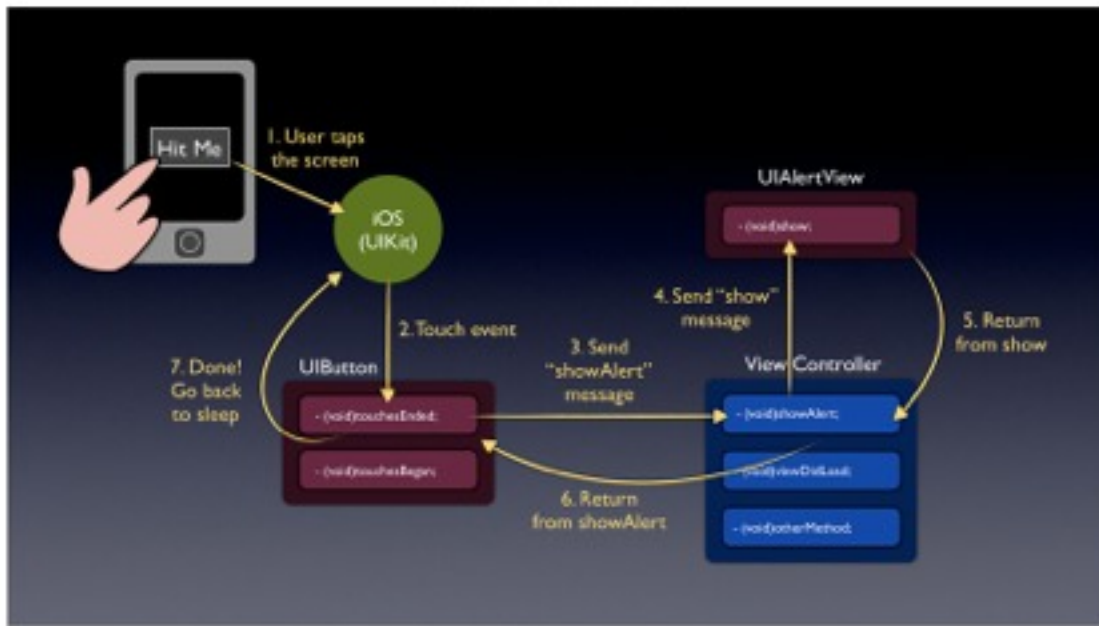 Hit Me
1. User taps
the screen
iOS
(UIKit)
2. Touch event
7. Done!
Go back
to sleep
UIButton
- (void)touchesEnded;
- (void)touchesBegan;
3. Send
"showAlert"
message
4. Send "show"
message
UIAlertView
- (void)show;
5. Return
from show
View Controller
- (void)showAlert;
- (void)viewDidLoad;
- (void)otherMethod;
6. Return
from showAlert